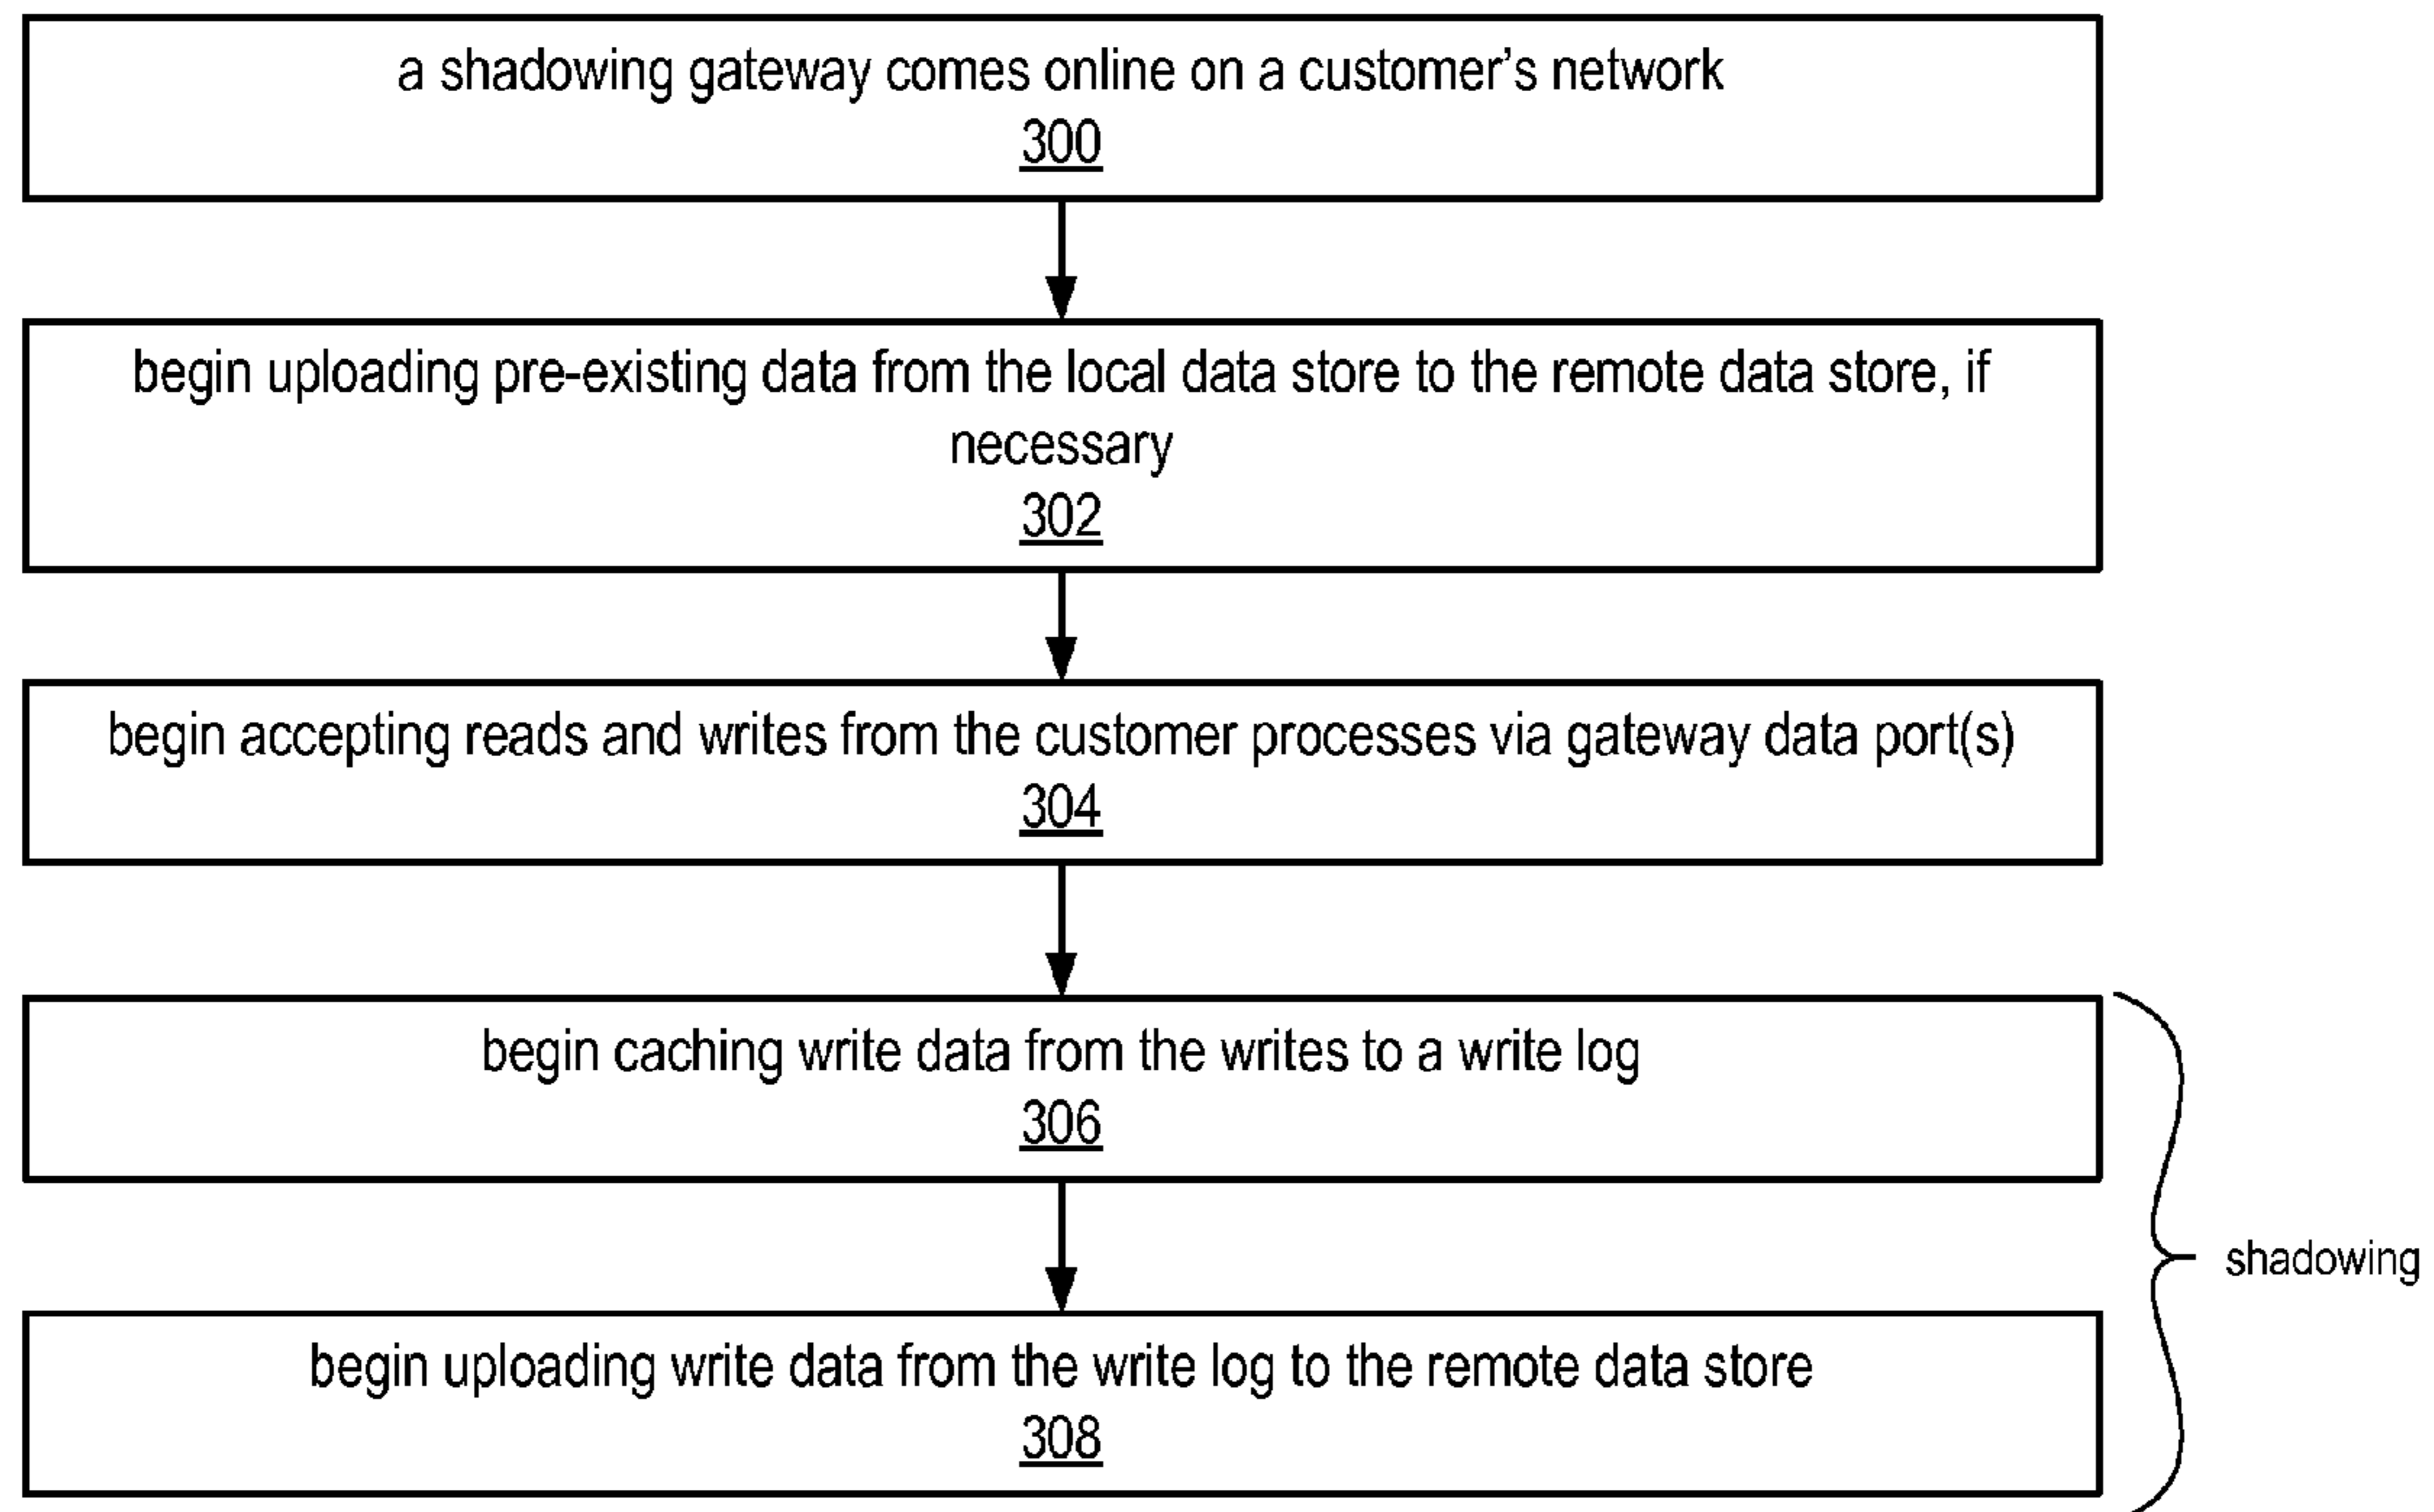 a shadowing gateway comes online on a customer’s network
300
begin uploading pre-existing data from the local data store to the remote data store, if
necessary
302
begin accepting reads and writes from the customer processes via gateway data port(s)
304
begin caching write data from the writes to a write log
306
shadowing
begin uploading write data from the write log to the remote data store
308